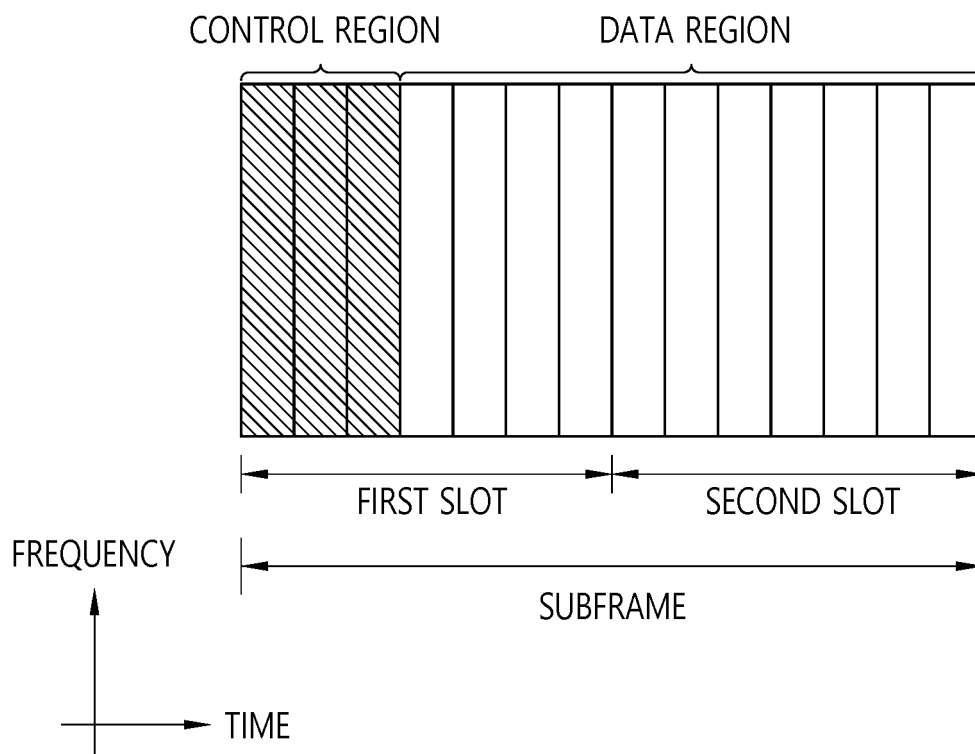 CONTROL REGION
DATA REGION
FIRST SLOT
SECOND SLOT
FREQUENCY
SUBFRAME
TIME